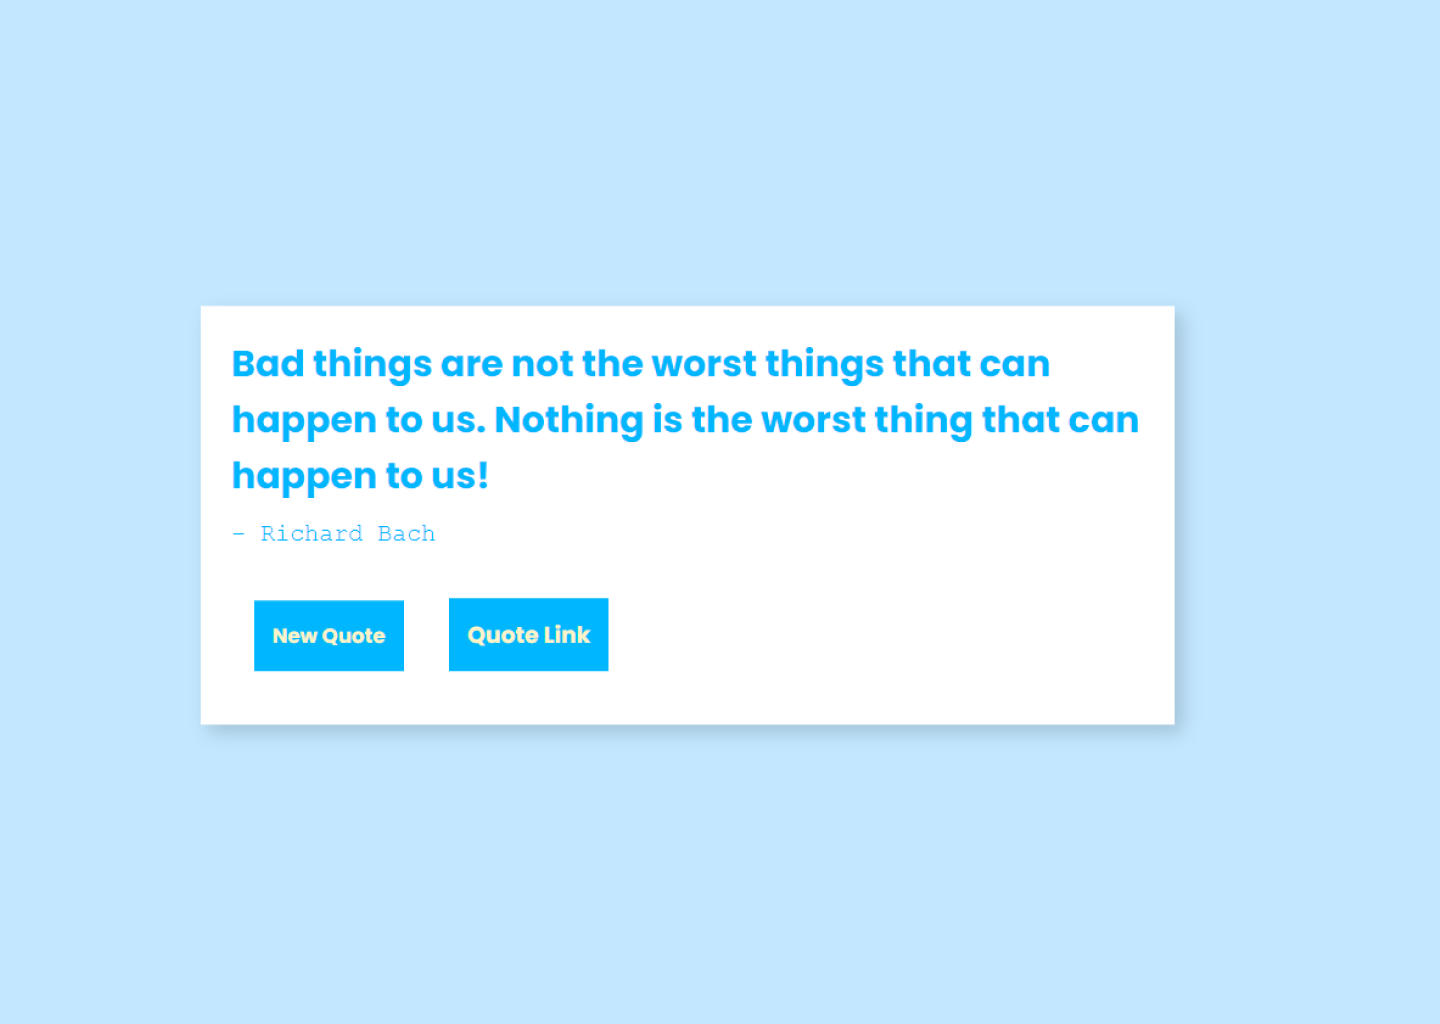 Bad things are not the worst things that can
happen to us. Nothing is the worst thing that can
happen to us!
- Richard Bach
New Quote
Quote Link